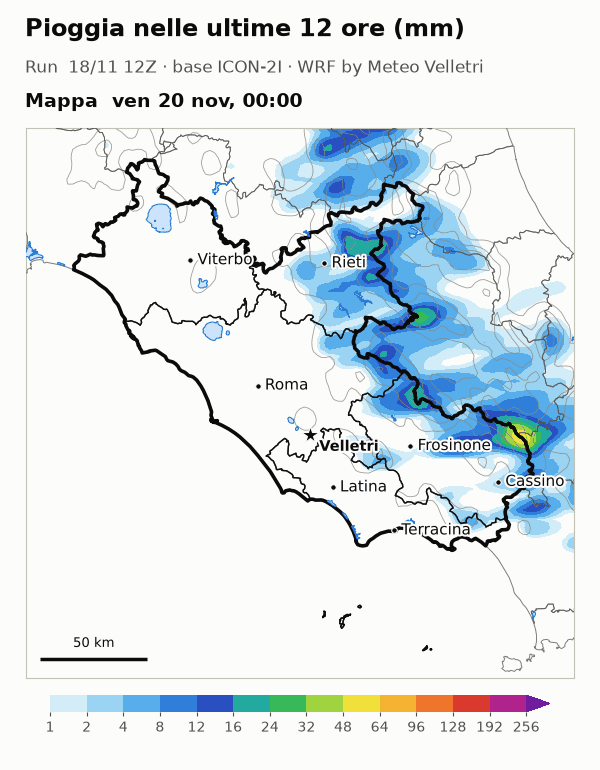 Pioggia nelle ultime 12 ore (mm)
Run  18/11 12Z · base ICON-2I · WRF by Meteo Velletri
Mappa  ven 20 nov, 00:00
Viterbo
Rieti
Roma
Velletri
Frosinone
Cassino
Latina
Terracina
50 km
1 2 4 8 12 16 24 32 48 64 96 128 192 256